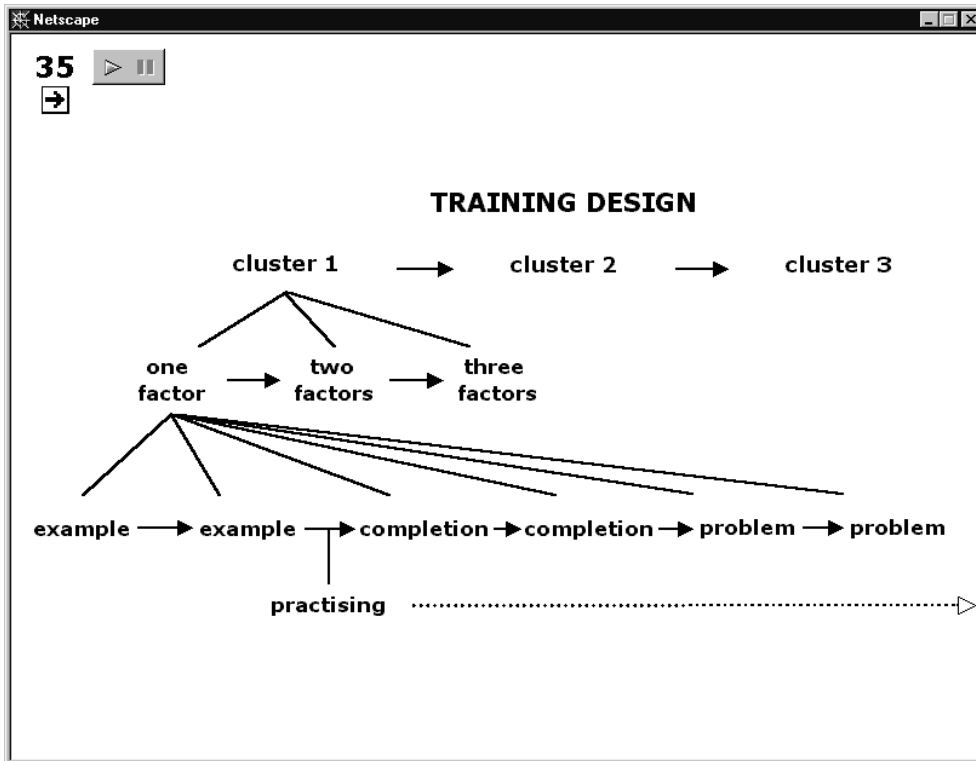 Netscape
35
TRAINING DESIGN
cluster 1 cluster 2 cluster 3
one two three
factor factors factors
example example completion completion problem problem
practising